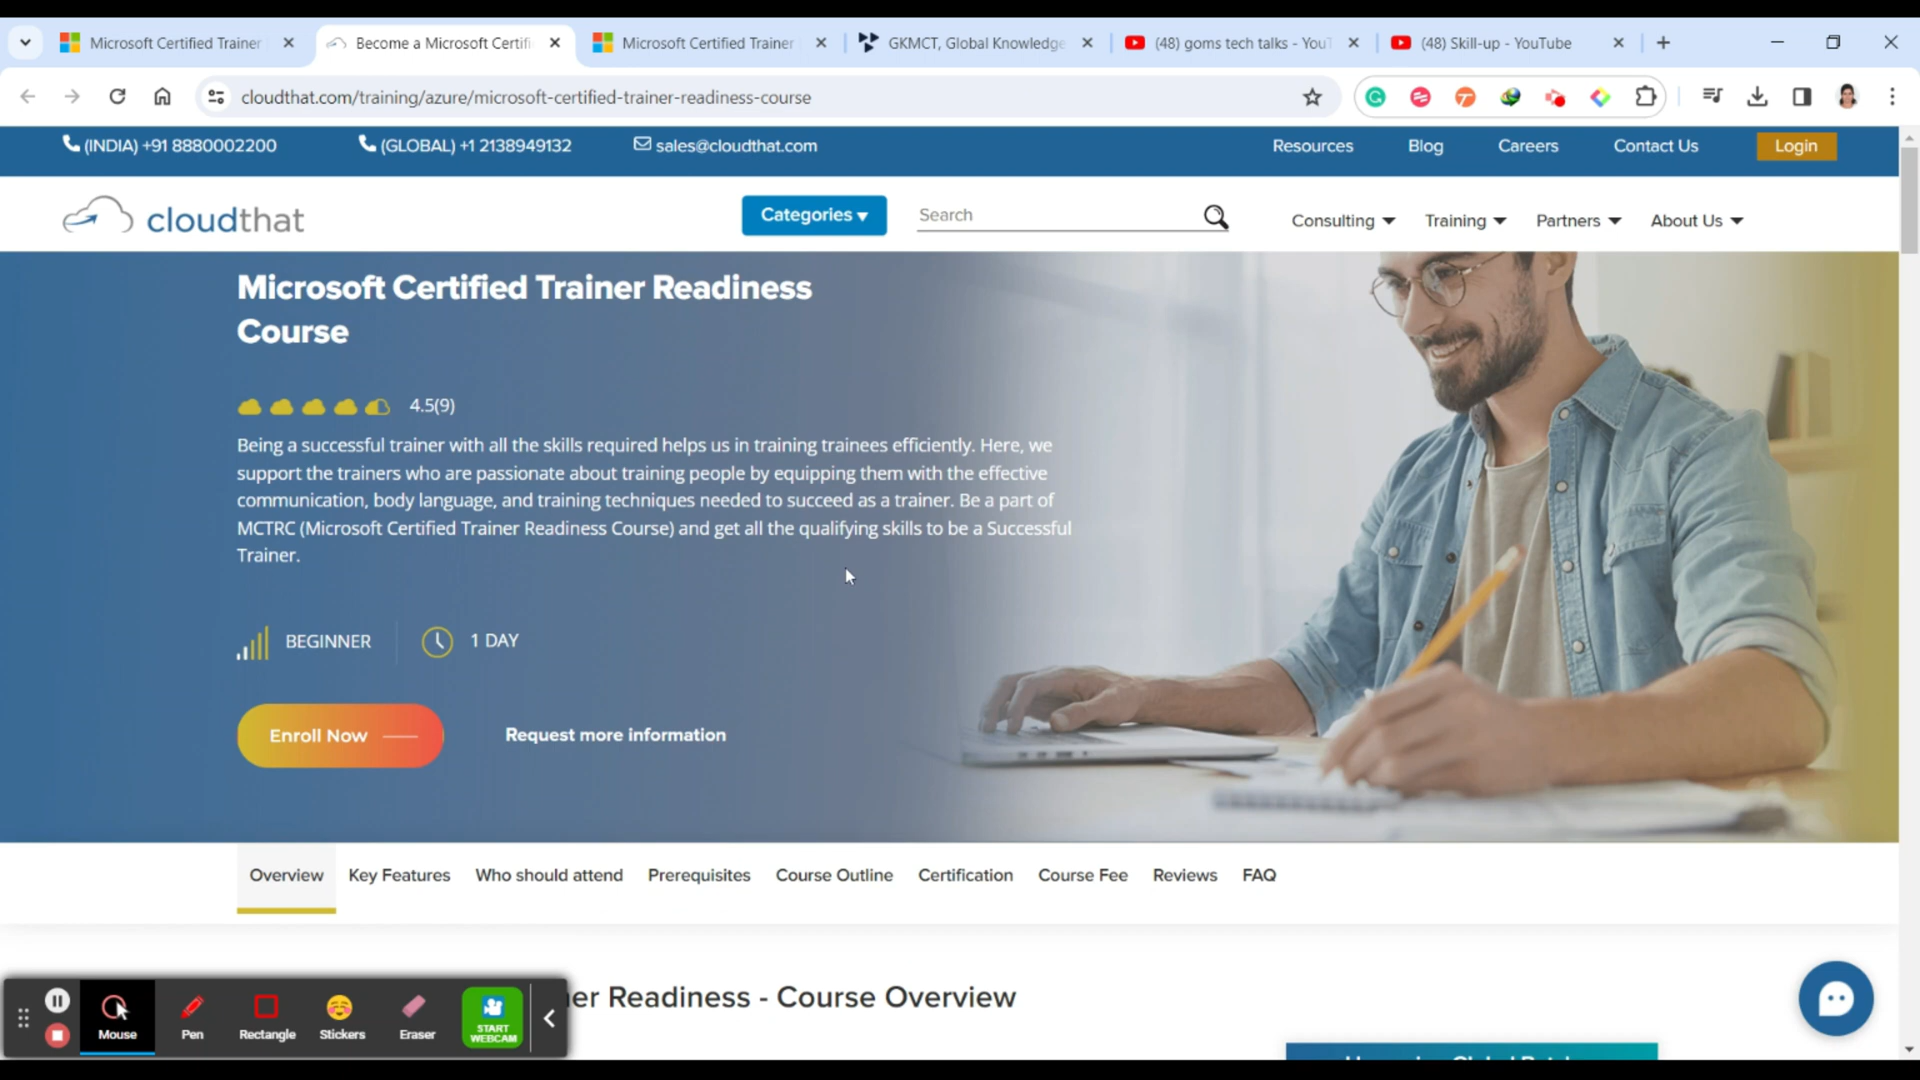 Microsoft Certified Trainer
Become a Microsoft Certifi
Microsoft Certified Trainer
GKMCT, Global Knowledge
(48) goms tech talks - YouT
(48) Skill-up - YouTube
cloudthat.com/training/azure/microsoft-certified-trainer-readiness-course
(INDIA) +91 8880002200
(GLOBAL) +1 2138949132
sales@cloudthat.com
Resources
Blog
Careers
Contact Us
Login
cloudthat
Categories
Search
Consulting
Training
Partners
About Us
Microsoft Certified Trainer Readiness
Course
4.5(9)
Being a successful trainer with all the skills required helps us in training trainees efficiently. Here, we
support the trainers who are passionate about training people by equipping them with the effective
communication, body language, and training techniques needed to succeed as a trainer. Be a part of
MCTRC (Microsoft Certified Trainer Readiness Course) and get all the qualifying skills to be a Successful
Trainer.
BEGINNER
1 DAY
Enroll Now
Request more information
Overview
Key Features
Who should attend
Prerequisites
Course Outline
Certification
Course Fee
Reviews
FAQ
er Readiness - Course Overview
Mouse
Pen
Rectangle
Stickers
Eraser
START
WEBCAM